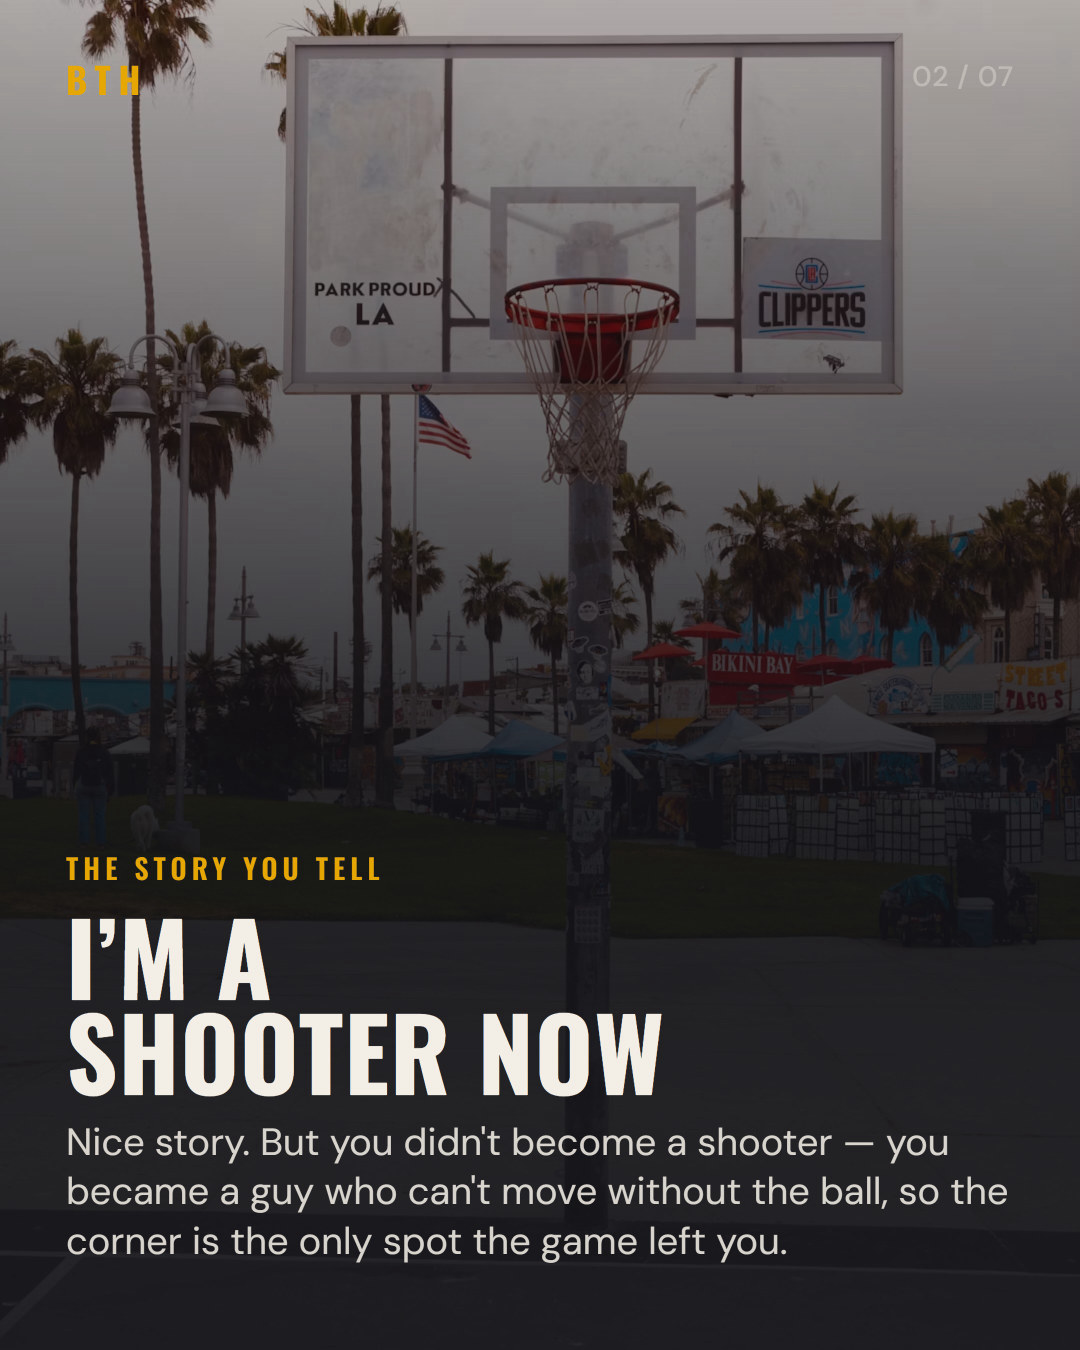 BTH
02 / 07
PARK PROUD
LA
CLIPPERS
BIKINI BAY
STREET
TACO'S
THE STORY YOU TELL
I’M A
SHOOTER NOW
Nice story. But you didn't become a shooter — you
became a guy who can't move without the ball, so the
corner is the only spot the game left you.